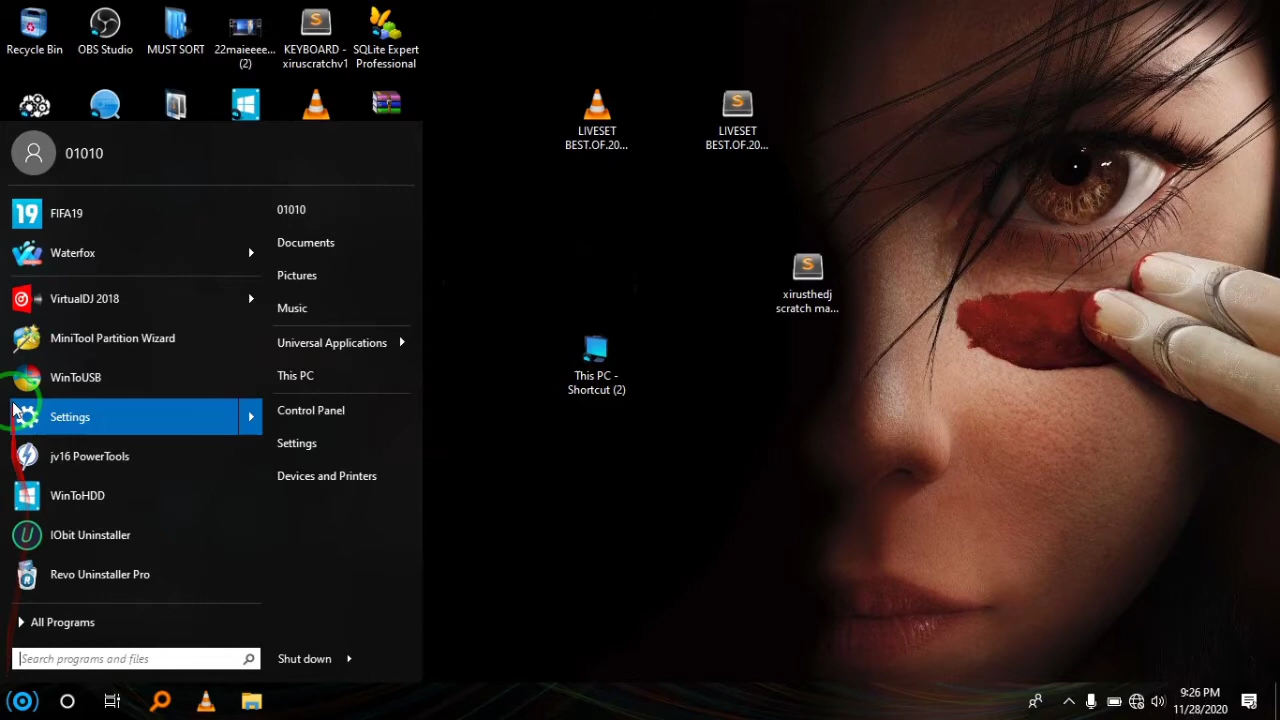 Recycle Bin
OBS Studio
MUST SORT
22maieeee...
(2)
KEYBOARD -
xiruscratchv1
SQLite Expert
Professional
S
LIVESET
BEST.OF.20...
S
LIVESET
BEST.OF.20...
S
xirusthedj
scratch ma...
This PC -
Shortcut (2)
01010
19 FIFA19
Waterfox
VirtualDJ 2018
MiniTool Partition Wizard
WinToUSB
Settings
jv16 PowerTools
WinToHDD
U IObit Uninstaller
R Revo Uninstaller Pro
All Programs
Search programs and files
01010
Documents
Pictures
Music
Universal Applications
This PC
Control Panel
Settings
Devices and Printers
Shut down
9:26 PM
11/28/2020